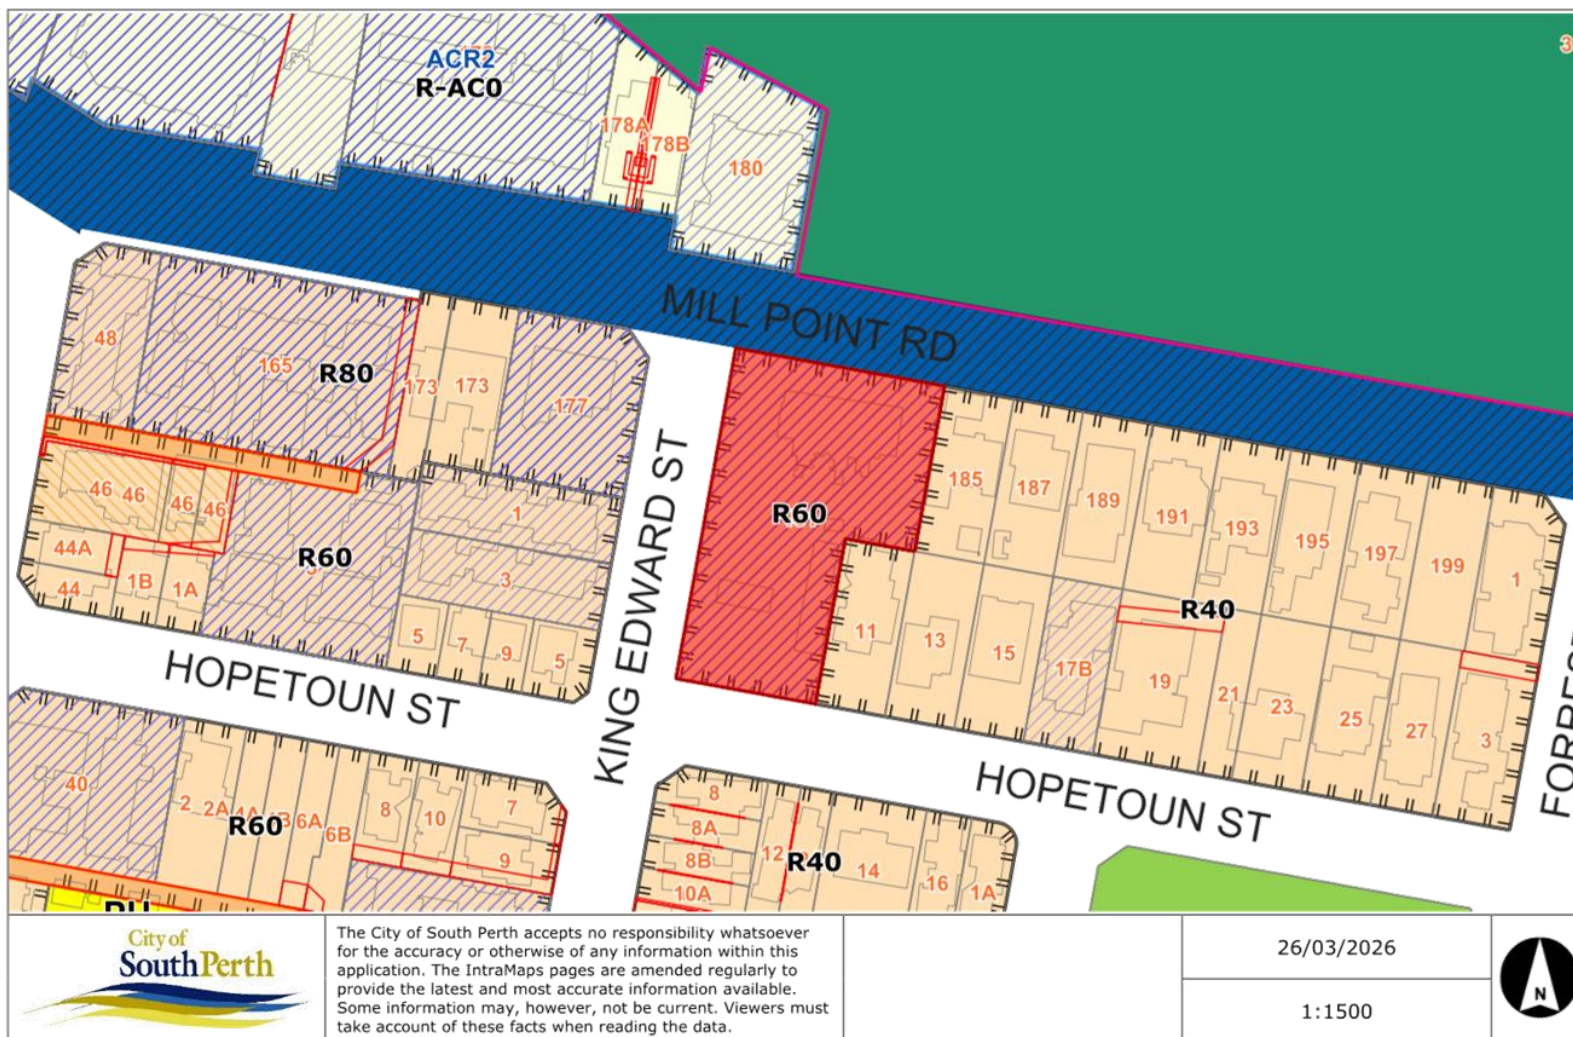 ACR2
R-AC0
178A
178B
180
MILL POINT RD
48
165
R80
173
173
177
46
46
46
46
1
44A
1B
1A
44
R60
3
5
7
9
5
KING EDWARD ST
R60
185
187
189
191
193
195
197
199
1
R40
11
13
15
17B
19
21
23
25
27
3
HOPETOUN ST
HOPETOUN ST
40
2
2A
R60
6A
6B
8
10
7
9
8
8A
8B
10A
12
R40
14
16
1A
City of
South Perth
The City of South Perth accepts no responsibility whatsoever
for the accuracy or otherwise of any information within this
application. The IntraMaps pages are amended regularly to
provide the latest and most accurate information available.
Some information may, however, not be current. Viewers must
take account of these facts when reading the data.
26/03/2026
1:1500
N